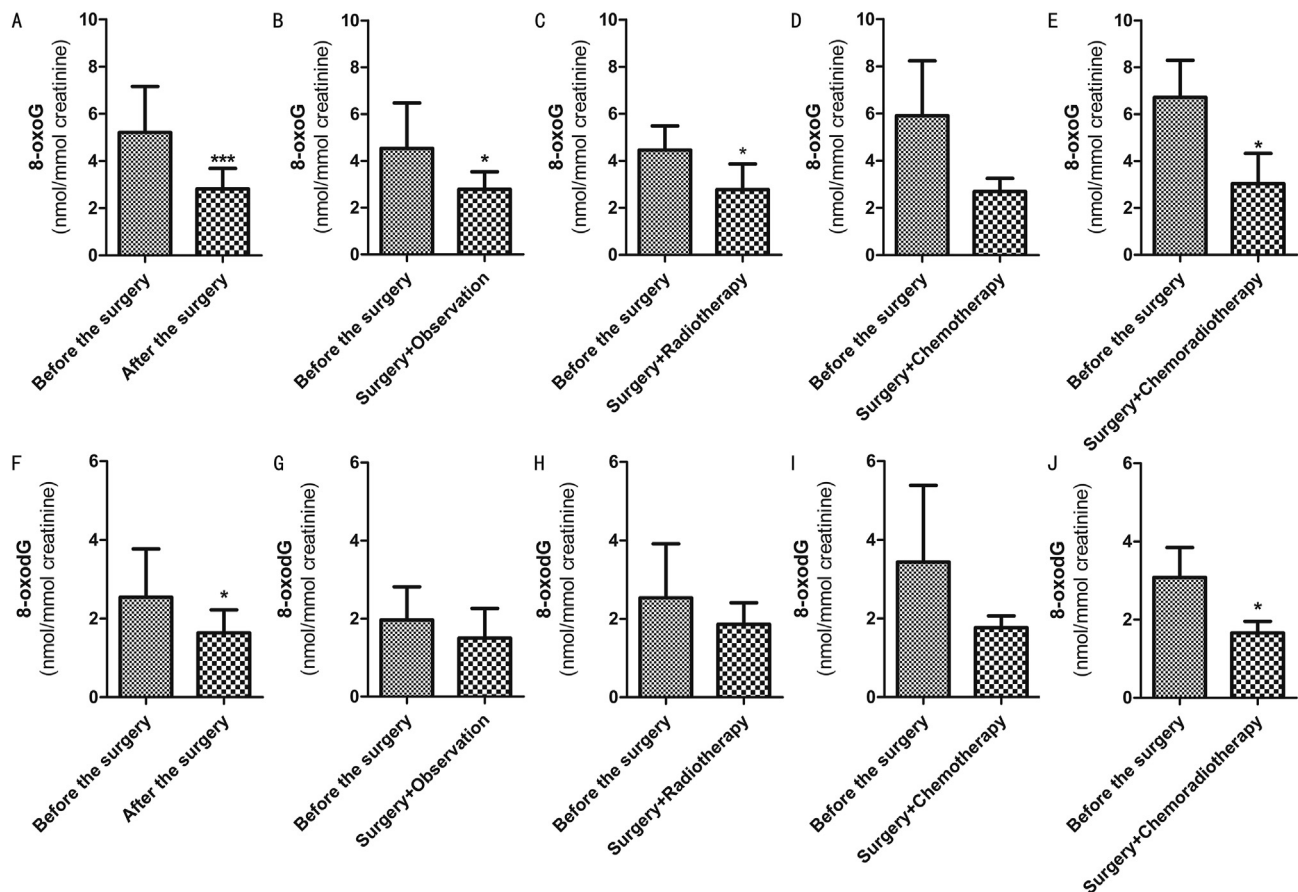 A
8-oxoG
(nmol/mmol creatinine)
10
8
6
4
2
0
***
Before the surgery
After the surgery
B
8-oxoG
(nmol/mmol creatinine)
10
8
6
4
2
0
*
Before the surgery
Surgery+Observation
C
8-oxoG
(nmol/mmol creatinine)
10
8
6
4
2
0
*
Before the surgery
Surgery+Radiotherapy
D
8-oxoG
(nmol/mmol creatinine)
10
8
6
4
2
0
Before the surgery
Surgery+Chemotherapy
E
8-oxoG
(nmol/mmol creatinine)
10
8
6
4
2
0
*
Before the surgery
Surgery+Chemoradiotherapy
F
8-oxodG
(nmol/mmol creatinine)
6
4
2
0
*
Before the surgery
After the surgery
G
8-oxodG
(nmol/mmol creatinine)
6
4
2
0
Before the surgery
Surgery+Observation
H
8-oxodG
(nmol/mmol creatinine)
6
4
2
0
Before the surgery
Surgery+Radiotherapy
I
8-oxodG
(nmol/mmol creatinine)
6
4
2
0
Before the surgery
Surgery+Chemotherapy
J
8-oxodG
(nmol/mmol creatinine)
6
4
2
0
*
Before the surgery
Surgery+Chemoradiotherapy